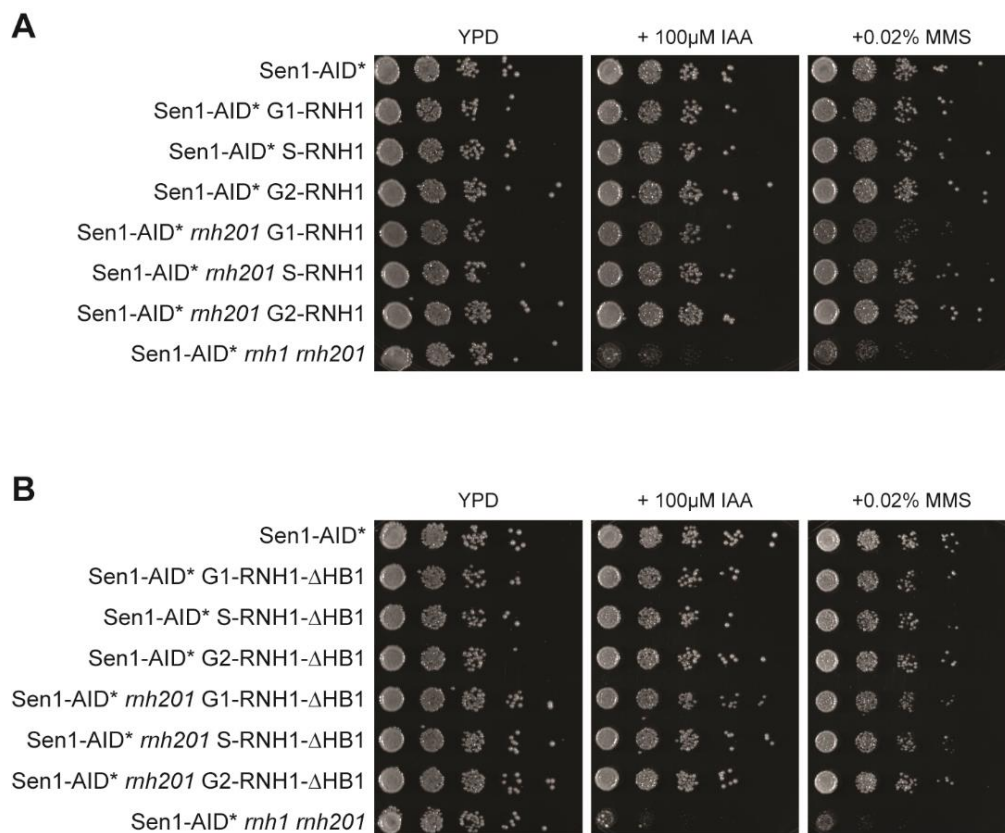 A
YPD
+ 100µM IAA
+0.02% MMS
Sen1-AID*
Sen1-AID* G1-RNH1
Sen1-AID* S-RNH1
Sen1-AID* G2-RNH1
Sen1-AID* rnh201 G1-RNH1
Sen1-AID* rnh201 S-RNH1
Sen1-AID* rnh201 G2-RNH1
Sen1-AID* rnh1 rnh201
B
YPD
+ 100µM IAA
+0.02% MMS
Sen1-AID*
Sen1-AID* G1-RNH1-ΔHB1
Sen1-AID* S-RNH1-ΔHB1
Sen1-AID* G2-RNH1-ΔHB1
Sen1-AID* rnh201 G1-RNH1-ΔHB1
Sen1-AID* rnh201 S-RNH1-ΔHB1
Sen1-AID* rnh201 G2-RNH1-ΔHB1
Sen1-AID* rnh1 rnh201